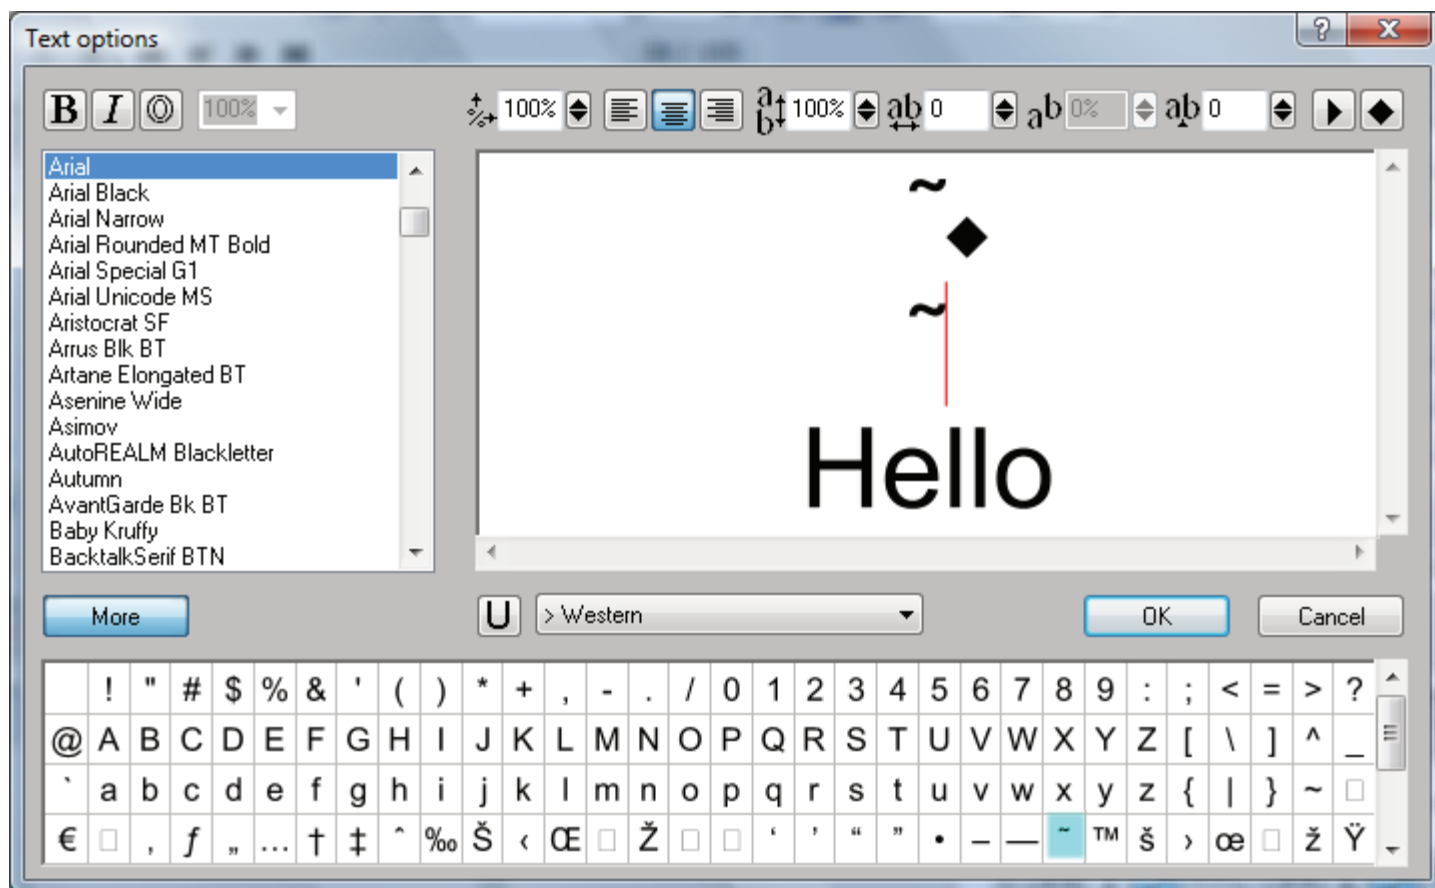 Text options
B I O 100% 100% 100% ab 0 ab 0% ab 0
Arial
Arial Black
Arial Narrow
Arial Rounded MT Bold
Arial Special G1
Arial Unicode MS
Aristocrat SF
Arrus Blk BT
Artane Elongated BT
Asenine Wide
Asimov
AutoREALM Blackletter
Autumn
AvantGarde Bk BT
Baby Kruffy
BacktalkSerif BTN
~
◆
~
Hello
More U > Western OK Cancel
! " # $ % & ' ( ) * + , - . / 0 1 2 3 4 5 6 7 8 9 : ; < = > ?
@ A B C D E F G H I J K L M N O P Q R S T U V W X Y Z [ \ ] ^ _
` a b c d e f g h i j k l m n o p q r s t u v w x y z { | } ~ □
€ □ ‚ ƒ „ … † ‡ ˆ ‰ Š ‹ Œ □ Ž □ □ ‘ ’ “ ” • – — ˜ ™ š › œ □ ž Ÿ